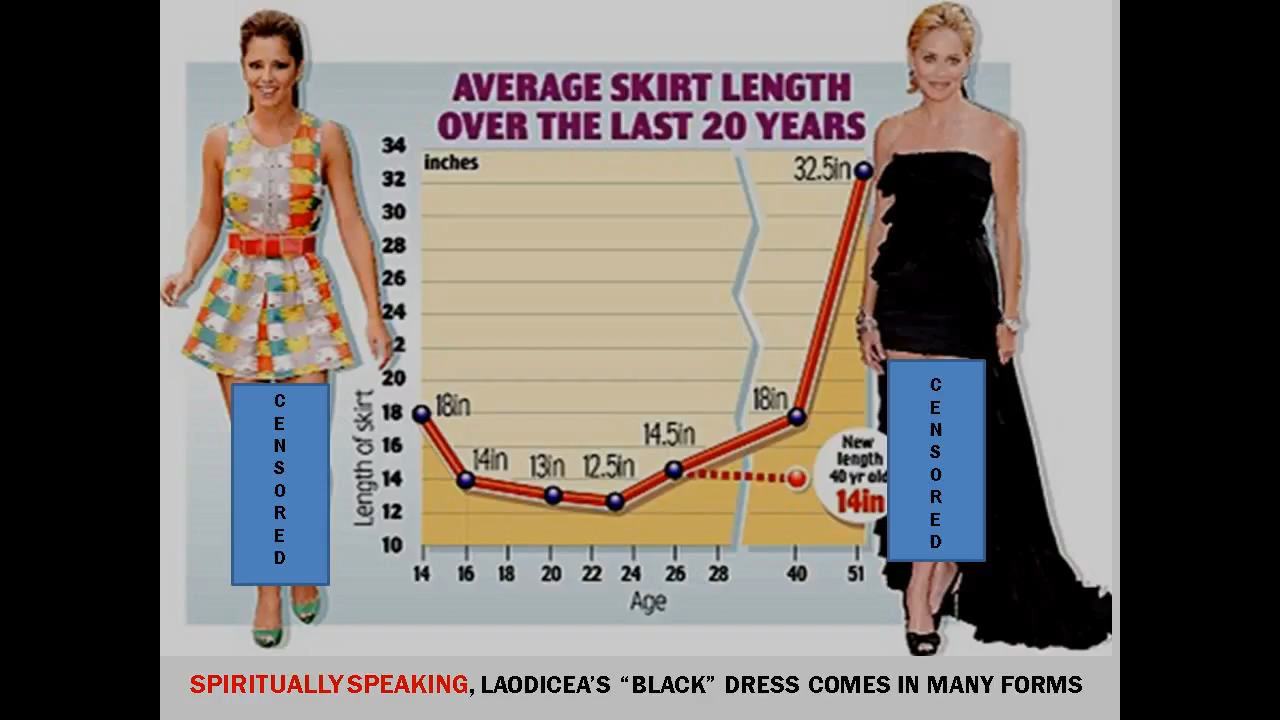 AVERAGE SKIRT LENGTH
OVER THE LAST 20 YEARS
inches
34
32
30
28
26
24
2
20
18
16
14
12
10
Length of skirt
18in
14in
13in
12.5in
14.5in
18in
32.5in
New
length
40 yr old
14in
14 16 18 20 22 24 26 28 40 51
Age
CENSORED
CENSORED
SPIRITUALLY SPEAKING, LAODICEA'S “BLACK” DRESS COMES IN MANY FORMS